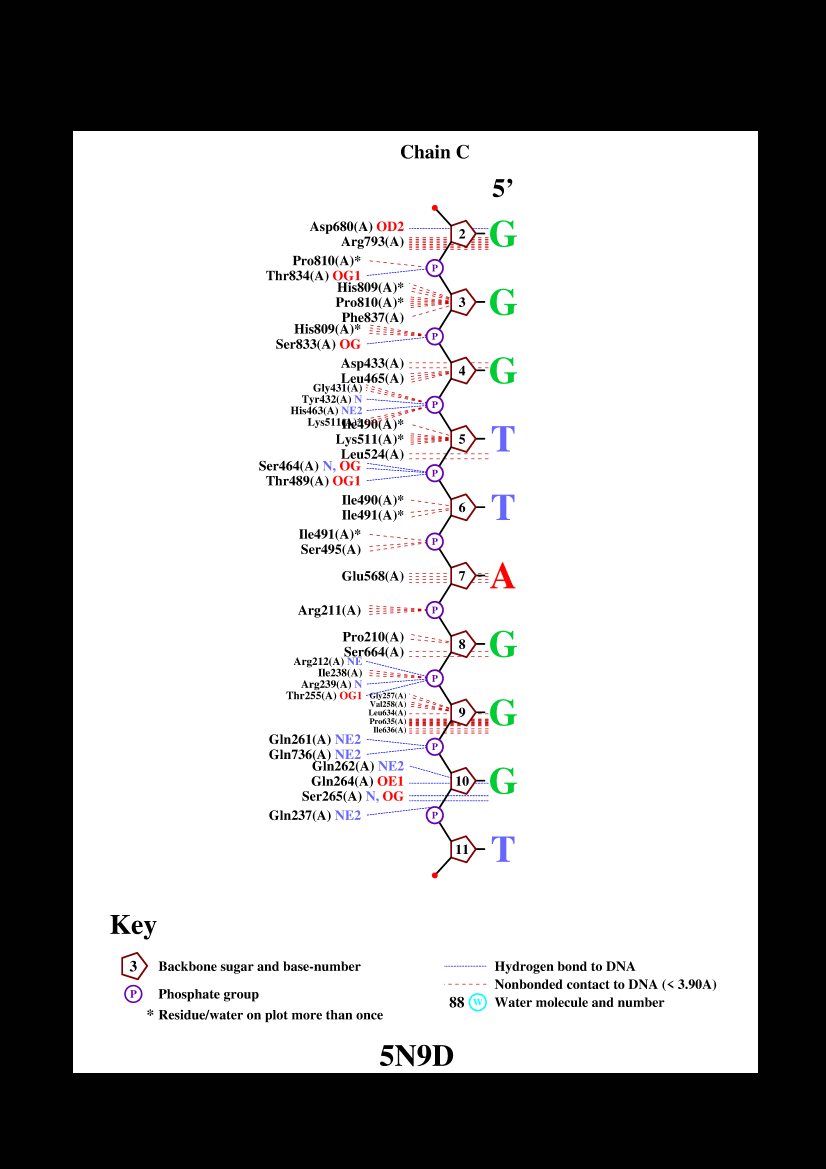 Chain C
5’
Asp680(A) OD2
2 G
Arg793(A)
Pro810(A)*
P
Thr834(A) OG1
His809(A)*
Pro810(A)* 3 G
Phe837(A)
His809(A)*
P
Ser833(A) OG
Asp433(A)
4 G
Leu465(A)
Gly431(A)
Tyr432(A) N
P
His463(A) NE2
Lys511(A)*
Ile490(A)*
Lys511(A)* 5 T
Leu524(A)
Ser464(A) N, OG
P
Thr489(A) OG1
Ile490(A)*
6 T
Ile491(A)*
Ile491(A)*
P
Ser495(A)
Glu568(A) 7 A
Arg211(A) P
Pro210(A)
8 G
Ser664(A)
Arg212(A) NE
Ile238(A)
P
Arg239(A) N
Thr255(A) OG1
Gly257(A)
Val258(A)
Leu634(A) 9 G
Pro635(A)
Ile636(A)
Gln261(A) NE2
P
Gln736(A) NE2
Gln262(A) NE2
Gln264(A) OE1 10 G
Ser265(A) N, OG
Gln237(A) NE2 P
11 T
Key
3 Backbone sugar and base-number
P Phosphate group
* Residue/water on plot more than once
Hydrogen bond to DNA
Nonbonded contact to DNA (< 3.90A)
88 W Water molecule and number
5N9D